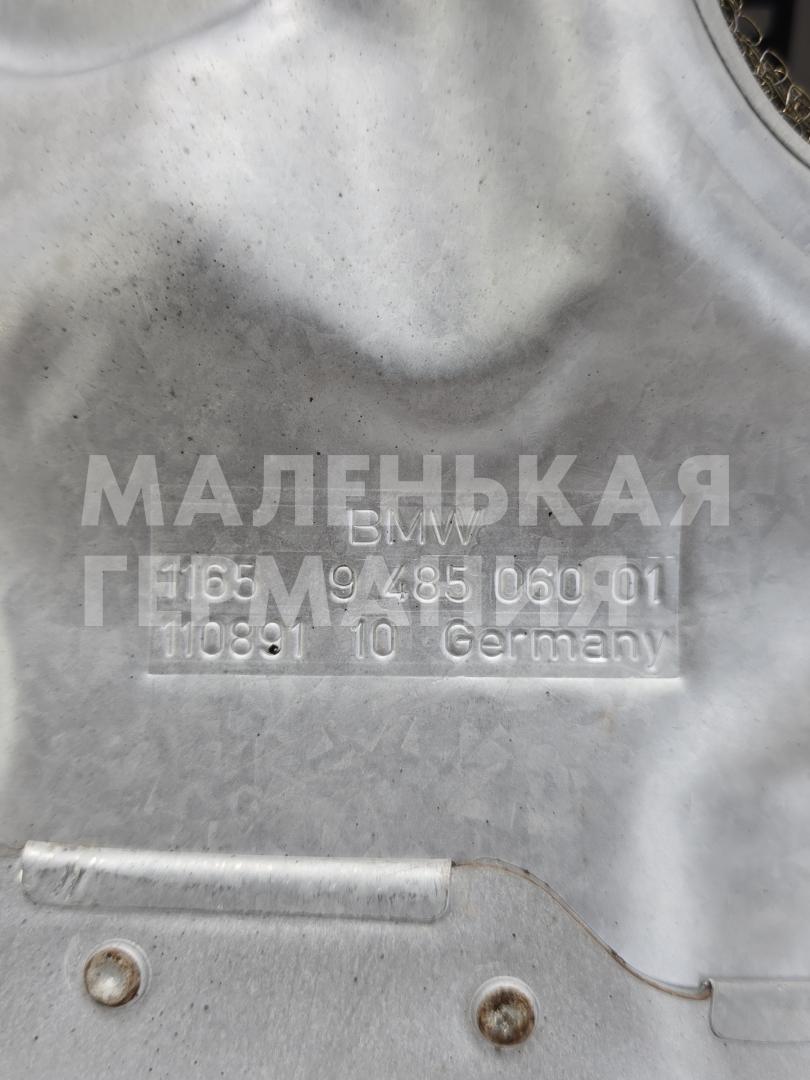 МАЛЕНЬКАЯ
ГЕРМАНИЯ
BMW
1165 9 485 060 01
110891 10 Germany